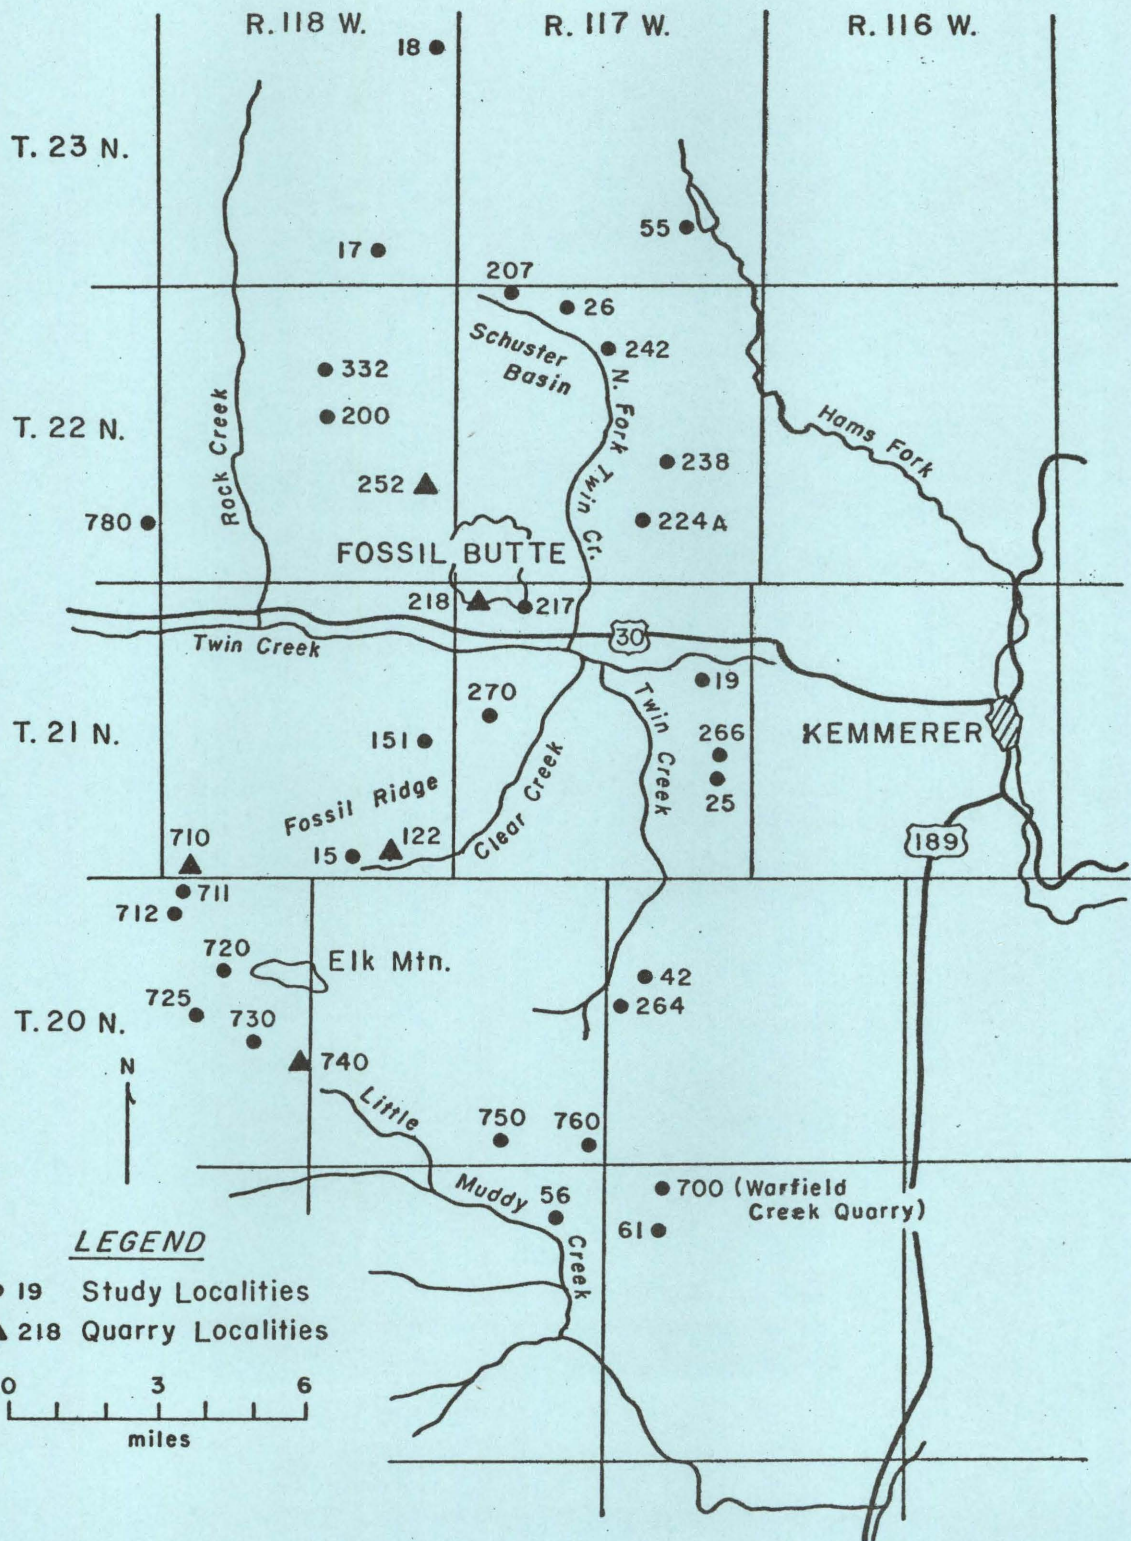 R. 118 W.
R. 117 W.
R. 116 W.
18
T. 23 N.
55
17
207
26
Schuster
Basin
242
332
N. Fork Twin Cr.
200
T. 22 N.
Rock Creek
Hams Fork
238
252
780
224A
FOSSIL BUTTE
218
217
30
Twin Creek
19
270
Twin Creek
T. 21 N.
151
266
KEMMERER
25
Fossil Ridge
Clear Creek
710
122
15
189
711
712
720
Elk Mtn.
42
725
264
T. 20 N.
730
N
740
Little
750
760
Muddy
700 (Warfield
Creek Quarry)
56
61
Creek
LEGEND
19 Study Localities
218 Quarry Localities
0 3 6
miles